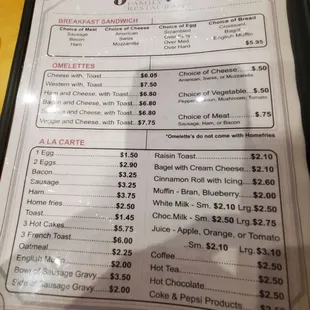 FAMILY
RESTAURANT
BREAKFAST SANDWICH
Choice of Meat Choice of Cheese Choice of Egg Choice of Bread
Sausage American Scrambled Croissant
Bacon Swiss Over Bagel
Ham Mozzarella Over Med English Muffin
Over Hard $5.95
OMELETTES
Cheese with, Toast $6.05
Western with, Toast 7.50
Ham and Cheese, with Toast $6.80
Bacon and Cheese, with Toast $6.80
Sausage and Cheese, with Toast $6.80
Veggie and Cheese, with Toast $7.75
Choice of Cheese $.50
American, Swiss, or Mozzarella
Choice of Vegetable $.50
Peppers, Onion, Mushroom, Tomato
Choice of Meat $.75
Sausage, Ham, or Bacon
*Omelette's do not come with Homefries
A LA CARTE
1 Egg $1.50
2 Eggs $2.90
Bacon $3.25
Sausage $3.25
Ham $3.75
Home fries $2.50
Toast $1.45
3 Hot Cakes $5.75
3 French Toast $6.00
Oatmeal $2.25
English Muffin $2.00
Bowl of Sausage Gravy $3.50
Side of Sausage Gravy $2.00
Raisin Toast $2.10
Bagel with Cream Cheese $2.10
Cinnamon Roll with Icing $2.60
Muffin - Bran, Blueberry $2.00
White Milk - Sm. $2.10 Lrg. $2.50
Choc. Milk - Sm. $2.50 Lrg. $2.75
Juice - Apple, Orange, or Tomato
Sm. $2.10 Lrg. $3.10
Coffee $2.50
Hot Tea $2.50
Hot Chocolate $2.50
Coke & Pepsi Products $2.50